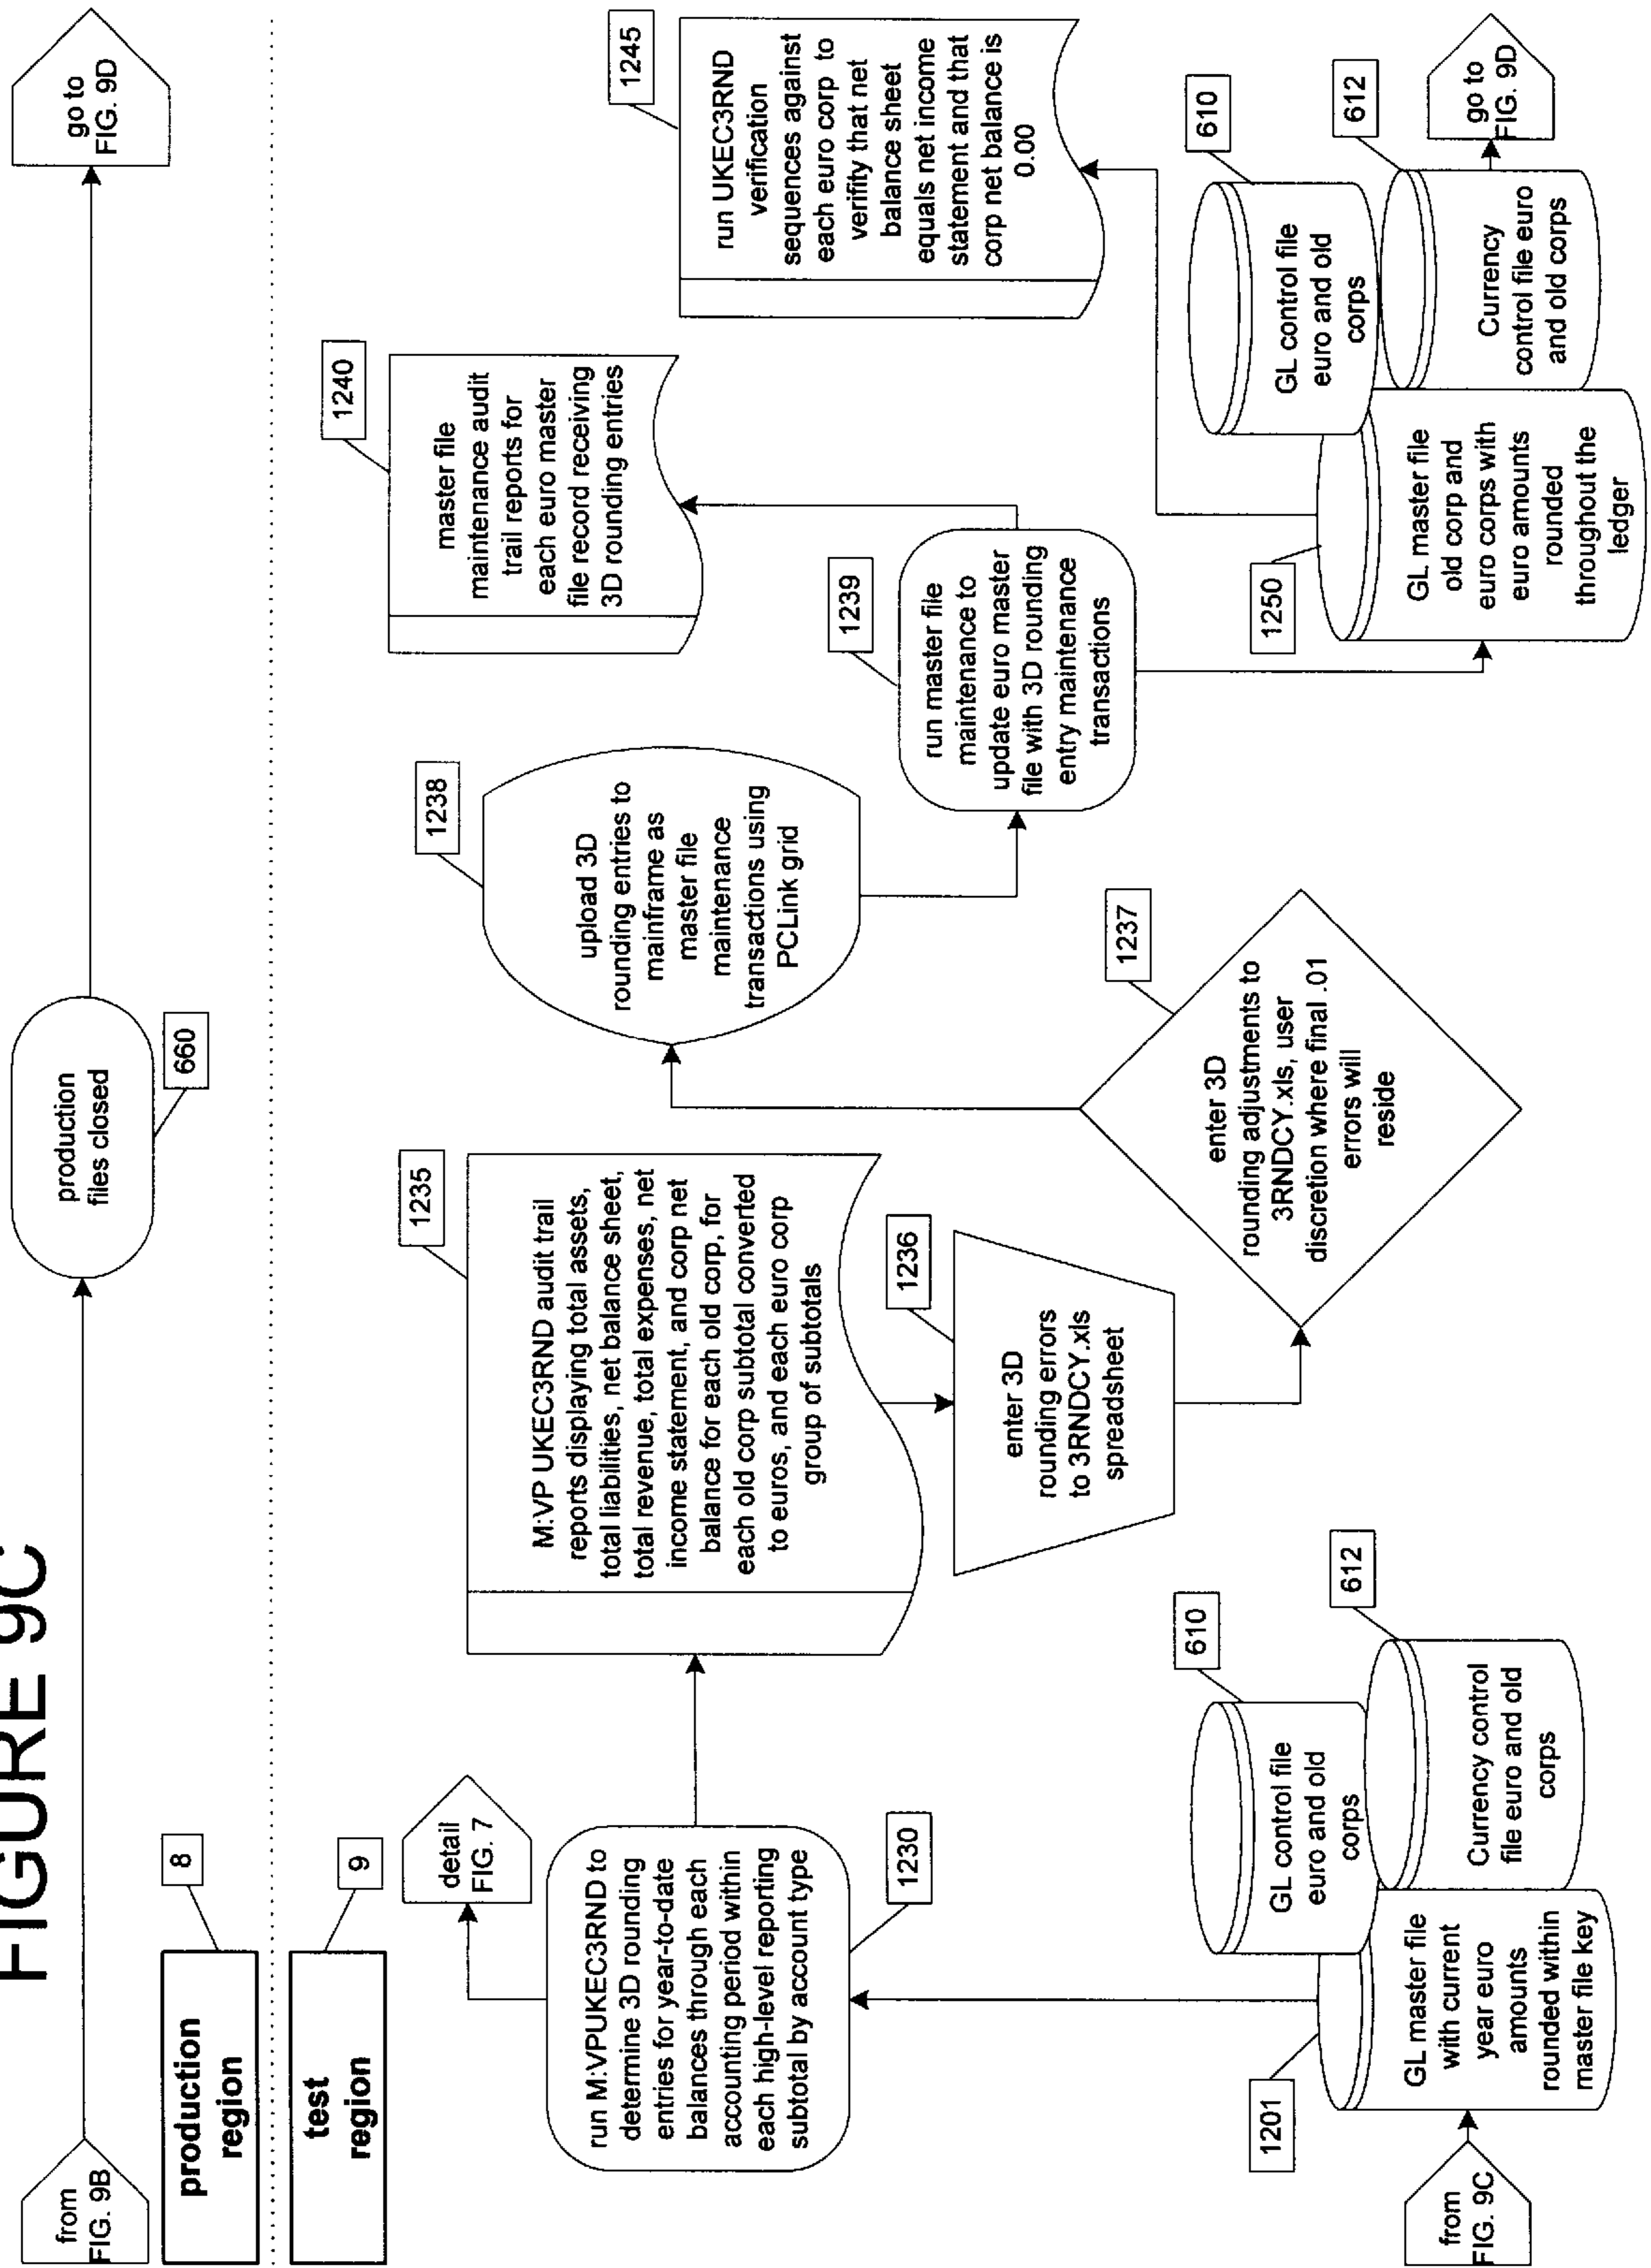 FIGURE 9C
from
FIG. 9B
production
files closed
660
go to
FIG. 9D
production
region
8
test
region
9
detail
FIG. 7
run M:VPUKEC3RND to
determine 3D rounding
entries for year-to-date
balances through each
accounting period within
each high-level reporting
subtotal by account type
1230
1235
M:VP UKEC3RND audit trail
reports displaying total assets,
total liabilities, net balance sheet,
total revenue, total expenses, net
income statement, and corp net
balance for each old corp, for
each old corp subtotal converted
to euros, and each euro corp
group of subtotals
1236
enter 3D
rounding errors
to 3RNDCY.xls
spreadsheet
1237
enter 3D
rounding adjustments to
3RNDCY.xls, user
discretion where final .01
errors will
reside
1238
upload 3D
rounding entries to
mainframe as
master file
maintenance
transactions using
PCLink grid
1239
run master file
maintenance to
update euro master
file with 3D rounding
entry maintenance
transactions
1240
master file
maintenance audit
trail reports for
each euro master
file record receiving
3D rounding entries
1245
run UKEC3RND
verification
sequences against
each euro corp to
verifity that net
balance sheet
equals net income
statement and that
corp net balance is
0.00
from
FIG. 9C
1201
GL master file
with current
year euro
amounts
rounded within
master file key
610
GL control file
euro and old
corps
612
Currency control
file euro and old
corps
1250
GL master file
old corp and
euro corps with
euro amounts
rounded
throughout the
ledger
610
GL control file
euro and old
corps
612
Currency
control file euro
and old corps
go to
FIG. 9D